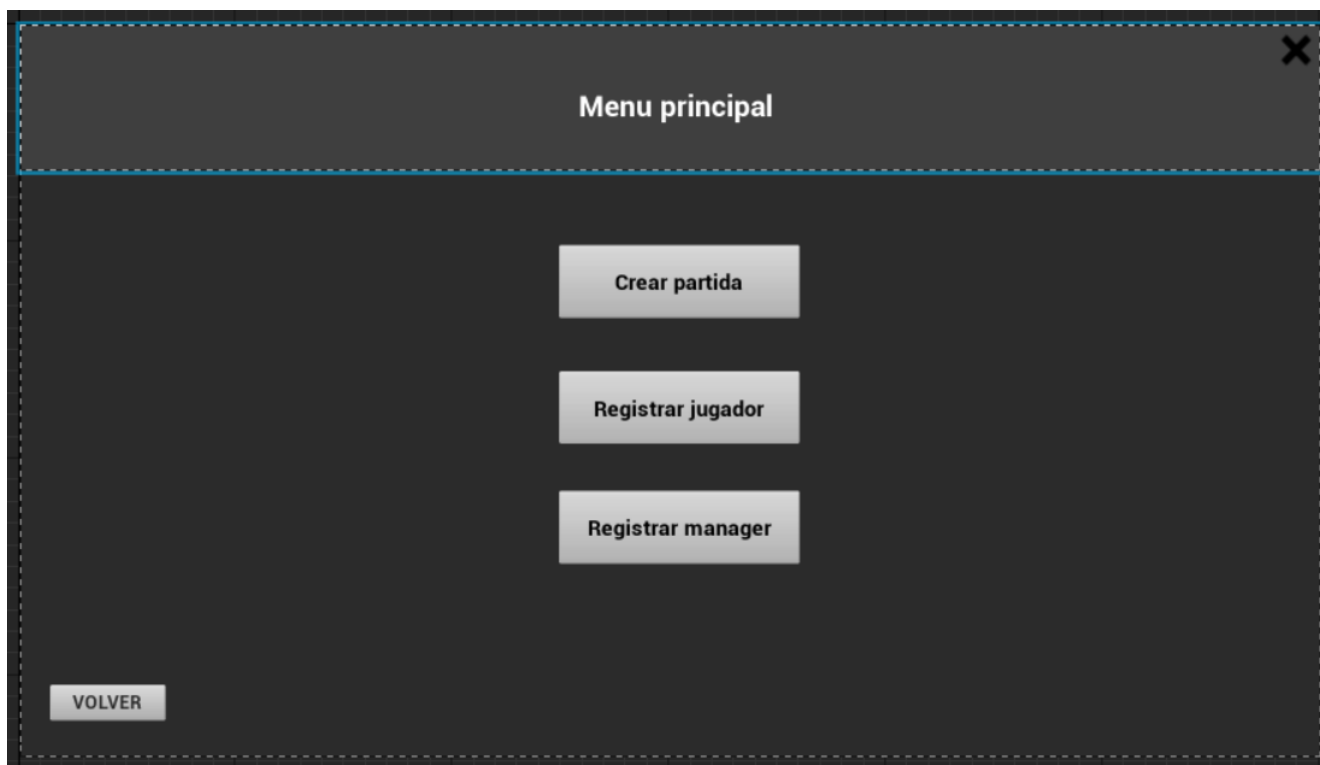 Menu principal
Crear partida
Registrar jugador
Registrar manager
VOLVER